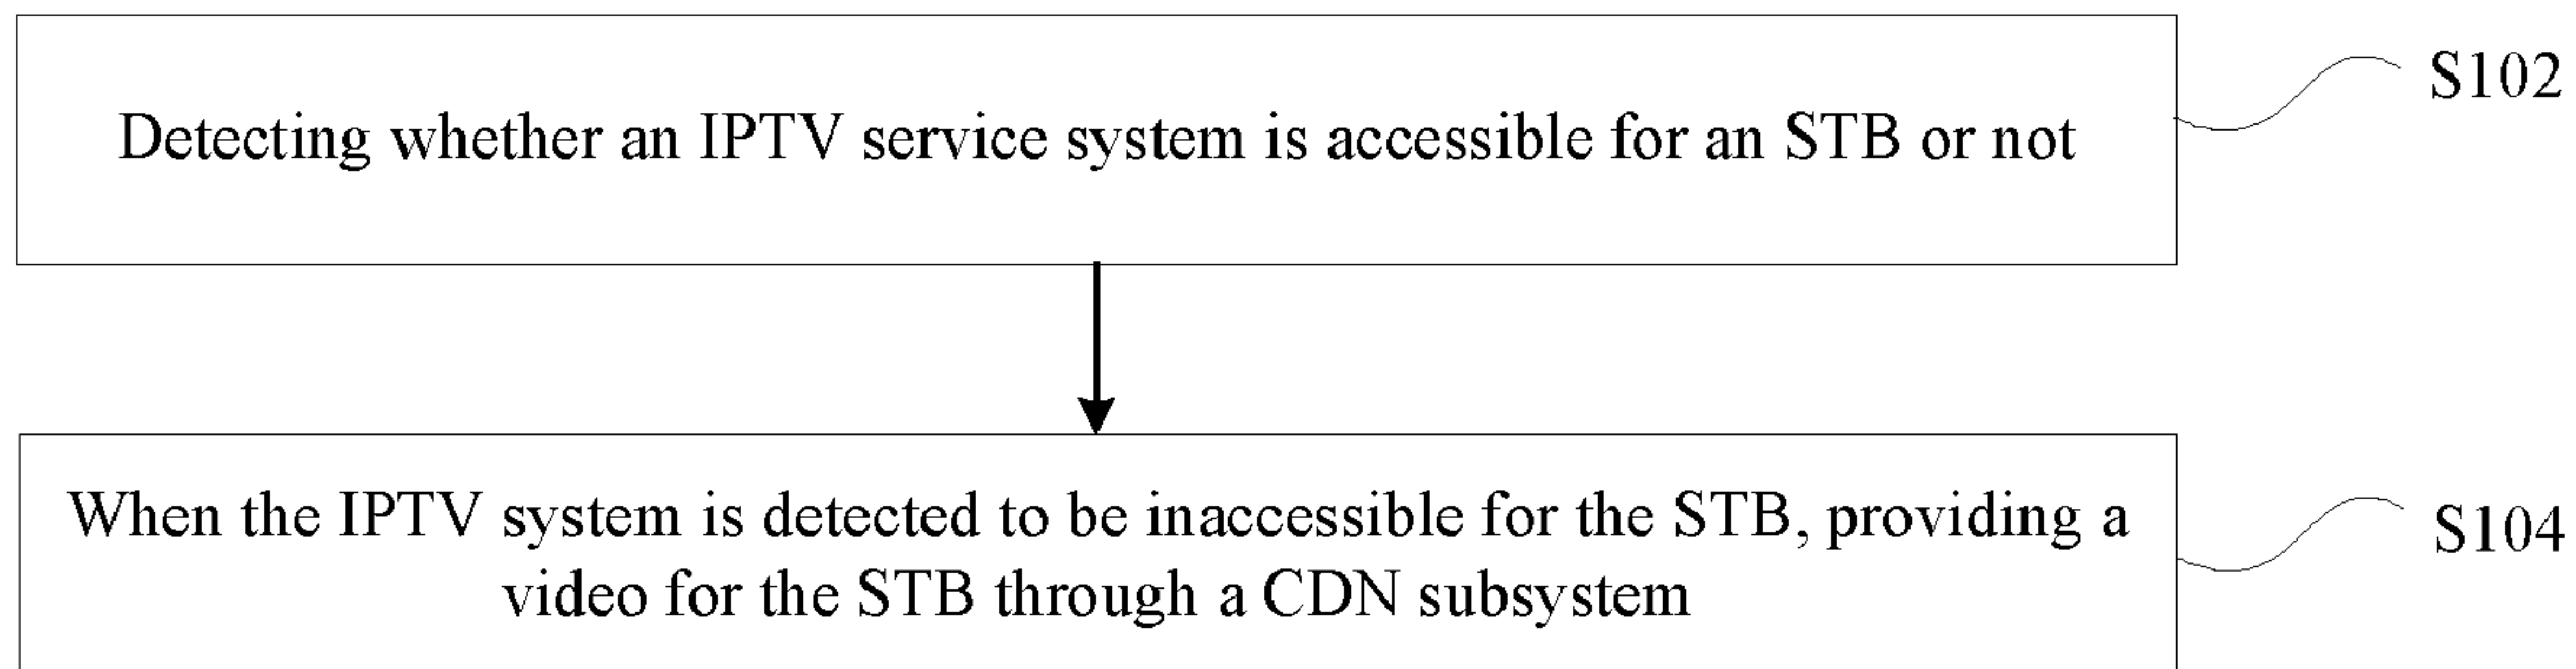 Detecting whether an IPTV service system is accessible for an STB or not
S102
When the IPTV system is detected to be inaccessible for the STB, providing a
video for the STB through a CDN subsystem
S104